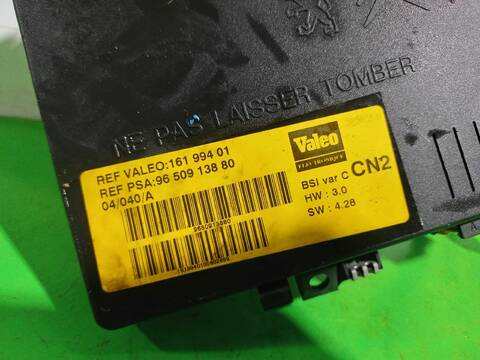 NE PAS LAISSER TOMBER
REF VALEO:161 994 01
REF PSA:96 509 138 80
04/040/A
Valeo
BSI var C CN2
HW : 3.0
SW : 4.28
9650913880